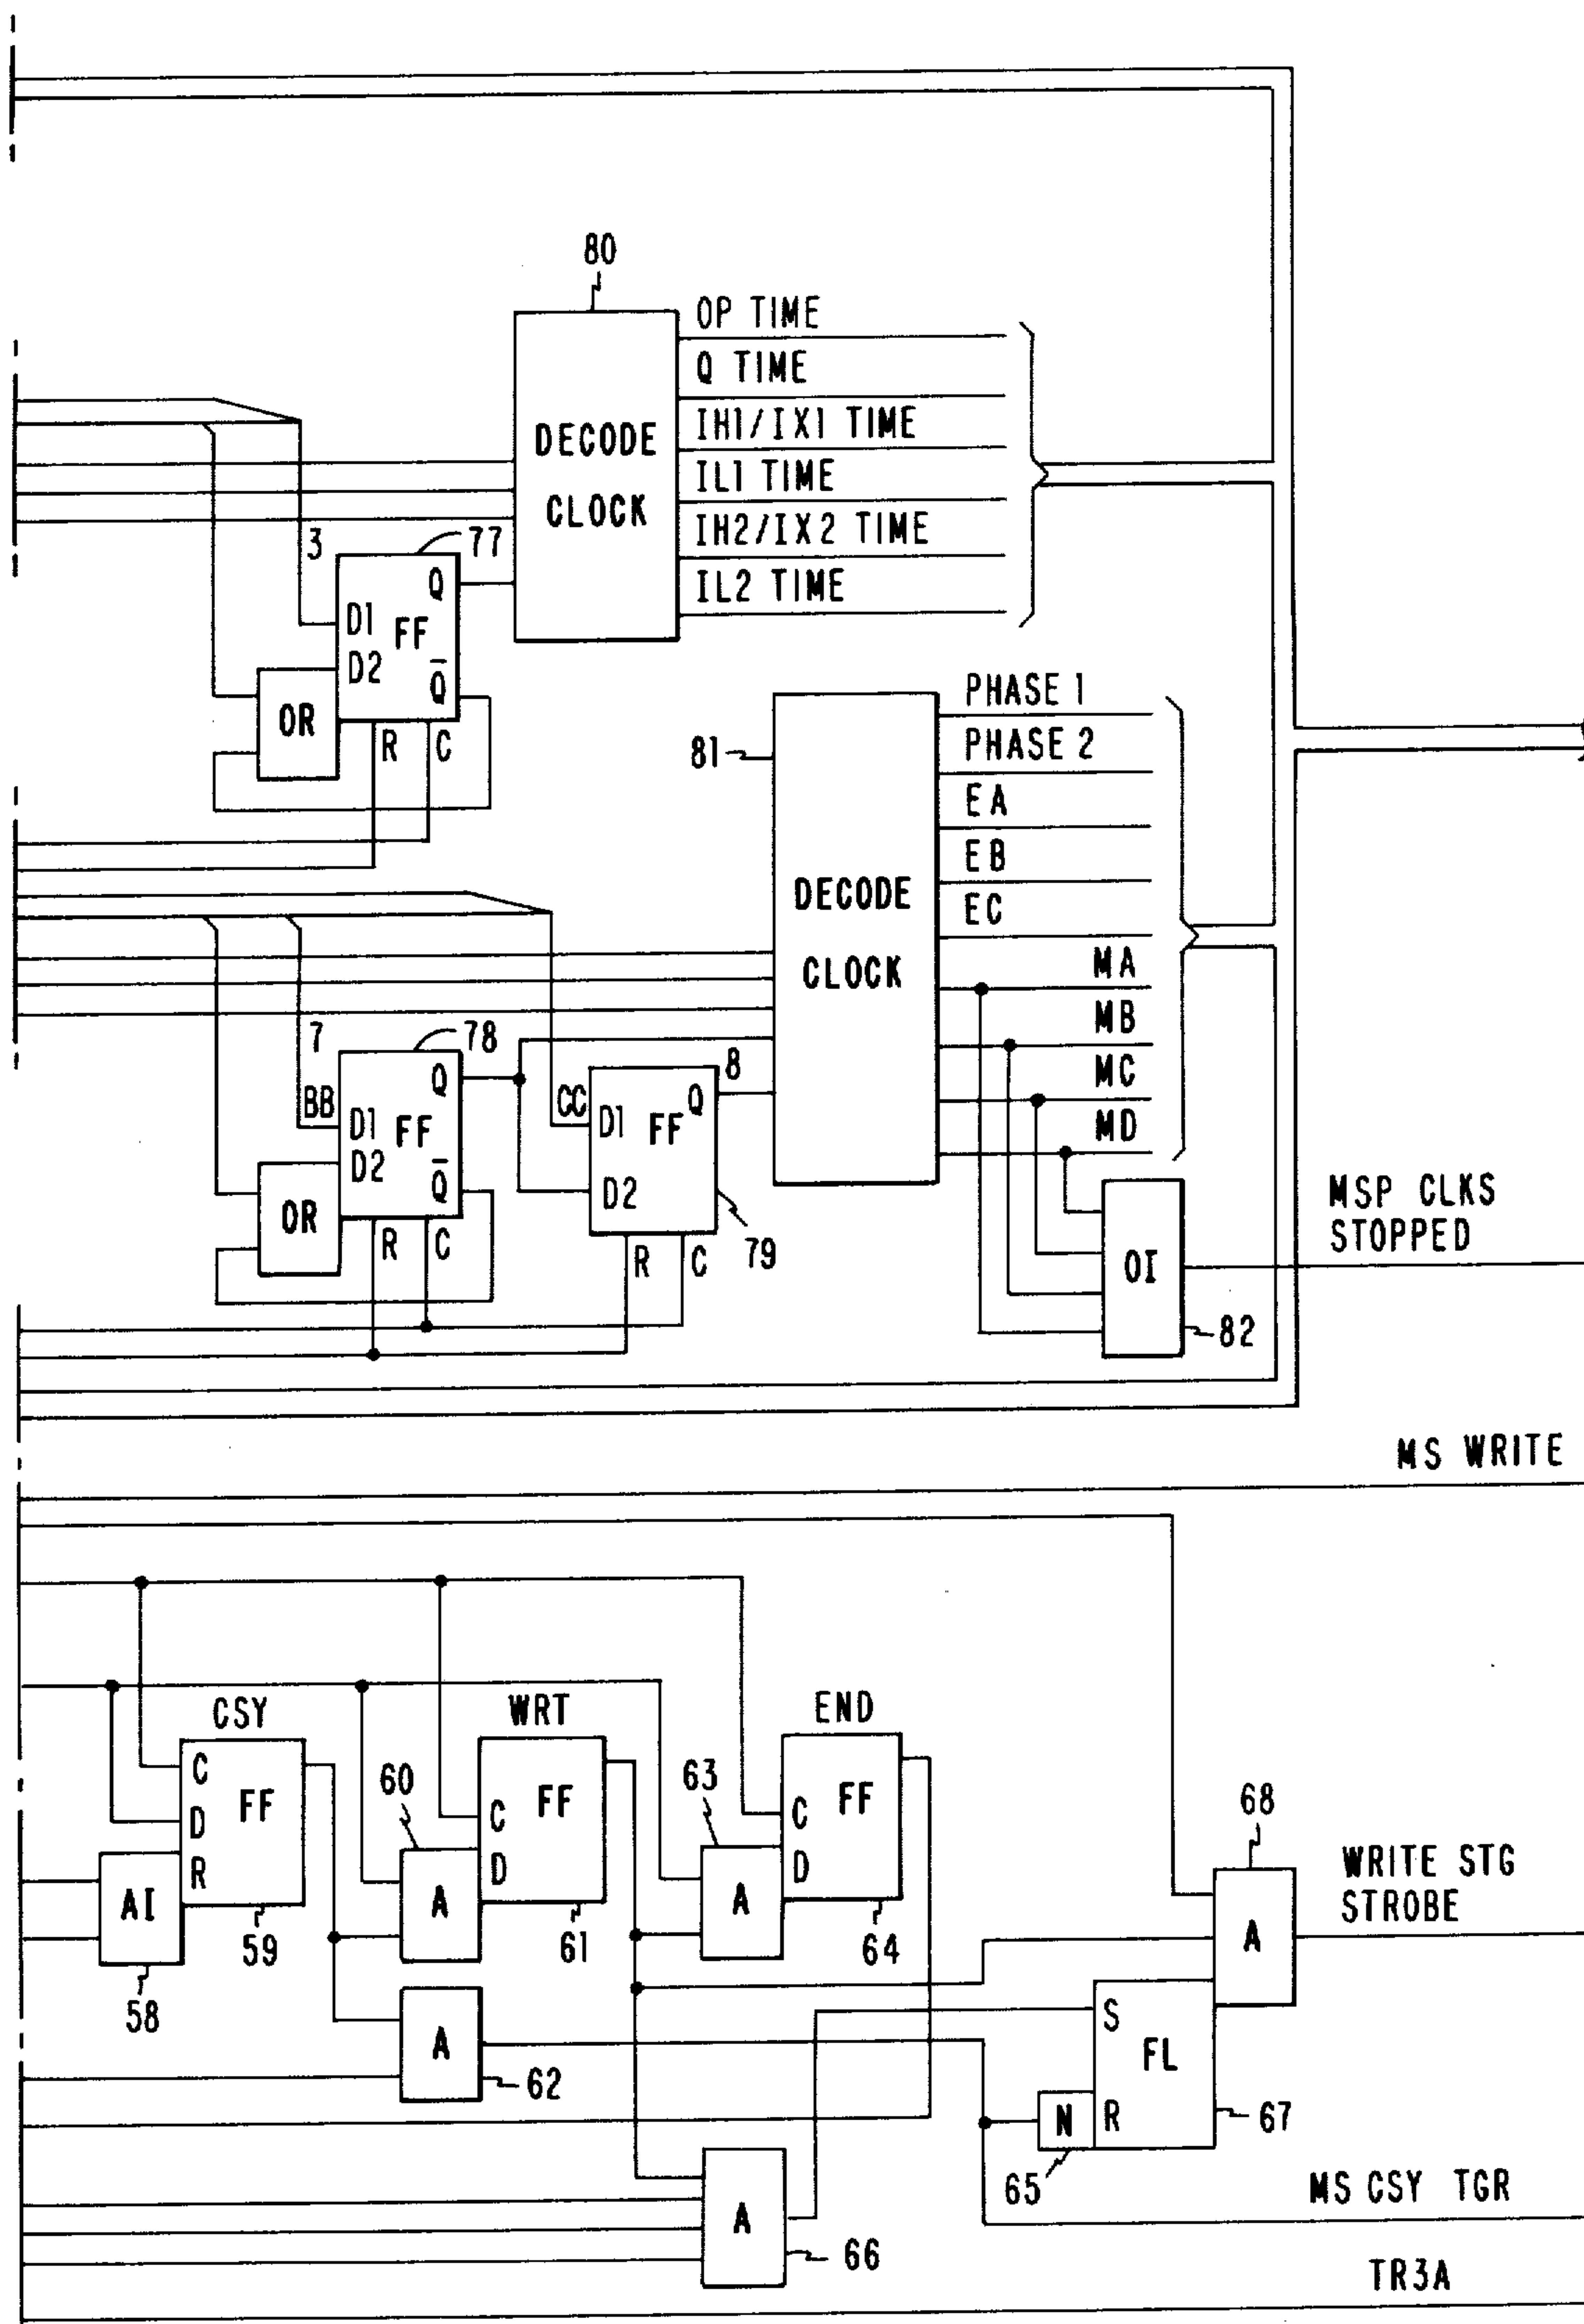 80
OP TIME
Q TIME
IH1/IX1 TIME
IL1 TIME
IH2/IX2 TIME
IL2 TIME
DECODE
CLOCK
3
77
Q
D1
FF
D2
Q̅
OR
R
C
81
PHASE 1
PHASE 2
EA
EB
EC
MA
MB
MC
MD
DECODE
CLOCK
7
78
BB
Q
D1
FF
D2
Q̅
OR
R
C
8
CC
Q
D1
FF
D2
R
C
79
OI
82
MSP CLKS
STOPPED
MS WRITE
CSY
C
FF
D
R
AI
58
59
WRT
60
C
FF
D
A
61
A
62
END
63
C
FF
D
A
64
68
A
WRITE STG
STROBE
S
FL
N
R
65
67
A
66
MS CSY TGR
TR3A